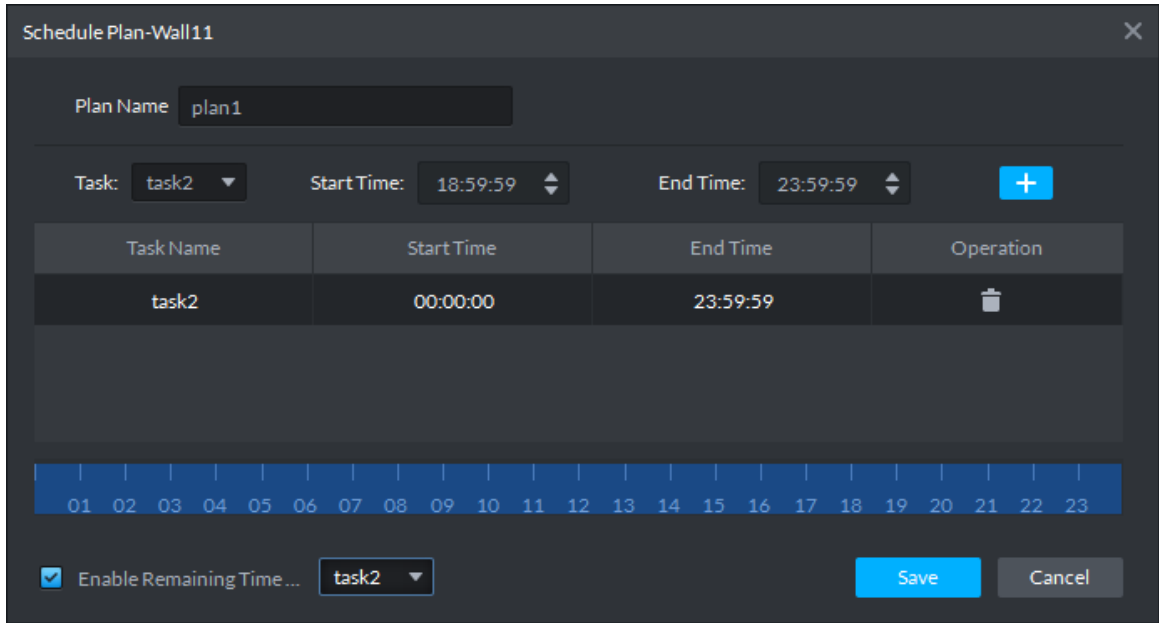 Schedule Plan-Wall11
Plan Name plan1
Task: task2 Start Time: 18:59:59 End Time: 23:59:59
Task Name Start Time End Time Operation
task2 00:00:00 23:59:59
01 02 03 04 05 06 07 08 09 10 11 12 13 14 15 16 17 18 19 20 21 22 23
Enable Remaining Time ... task2 Save Cancel